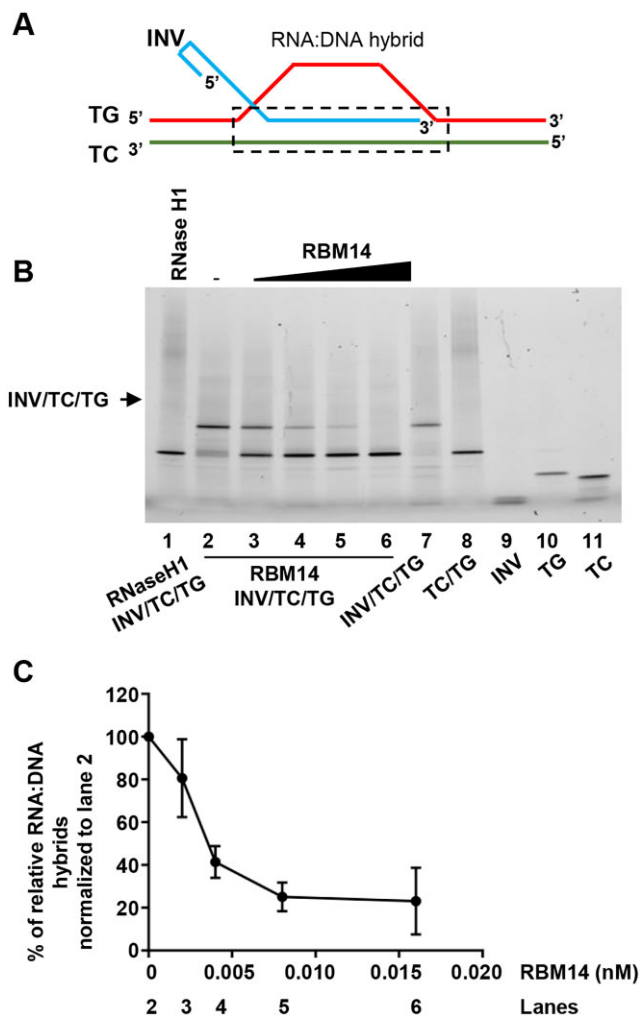 A
INV
RNA:DNA hybrid
5’
TG 5’
3’
3’
TC 3’
5’
B
RNase H1
RBM14
-
INV/TC/TG
1 2 3 4 5 6 7 8 9 10 11
RNaseH1
INV/TC/TG
RBM14
INV/TC/TG
INV/TC/TG
TC/TG
INV
TG
TC
C
% of relative RNA:DNA
hybrids
normalized to lane 2
120
100
80
60
40
20
0
0 0.005 0.010 0.015 0.020 RBM14 (nM)
2 3 4 5 6 Lanes